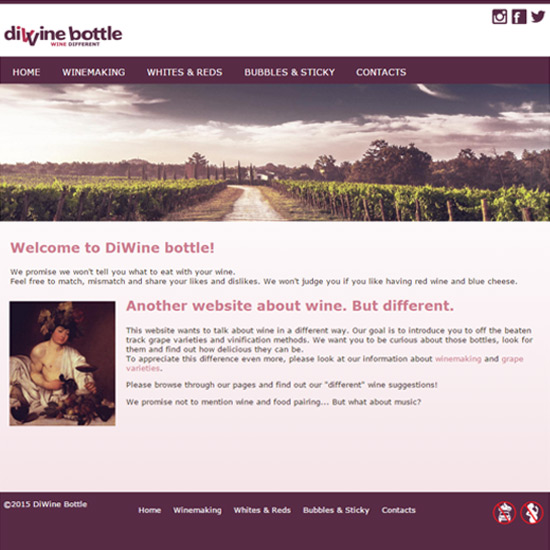 diWine bottle
WINE DIFFERENT
HOME WINEMAKING WHITES & REDS BUBBLES & STICKY CONTACTS
Welcome to DiWine bottle!
We promise we won't tell you what to eat with your wine.
Feel free to match, mismatch and share your likes and dislikes. We won't judge you if you like having red wine and blue cheese.
Another website about wine. But different.
This website wants to talk about wine in a different way. Our goal is to introduce you to off the beaten
track grape varieties and vinification methods. We want you to be curious about those bottles, look for
them and find out how delicious they can be.
To appreciate this difference even more, please look at our information about winemaking and grape
varieties.
Please browse through our pages and find out our "different" wine suggestions!
We promise not to mention wine and food pairing... But what about music?
©2015 DiWine Bottle
Home Winemaking Whites & Reds Bubbles & Sticky Contacts